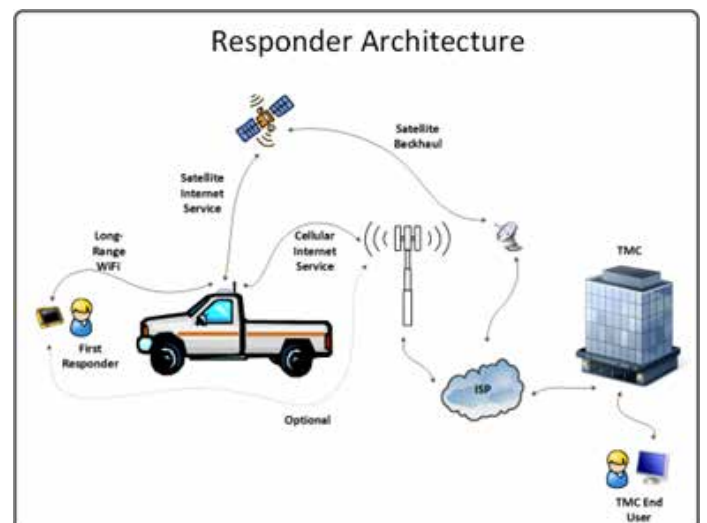 Responder Architecture
Satellite
Backhaul
Satellite
Internet
Service
Long-
Range
WiFi
Cellular
Internet
Service
TMC
First
Responder
ISP
Optional
TMC End
User